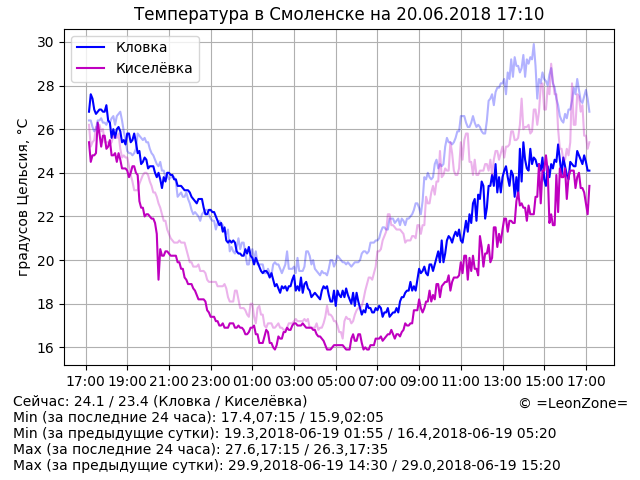 Температура в Смоленске на 20.06.2018 17:10
Кловка
Киселёвка
градусов Цельсия, °C
30
28
26
24
22
20
18
16
17:00 19:00 21:00 23:00 01:00 03:00 05:00 07:00 09:00 11:00 13:00 15:00 17:00
Сейчас: 24.1 / 23.4 (Кловка / Киселёвка)
© =LeonZone=
Min (за последние 24 часа): 17.4,07:15 / 15.9,02:05
Min (за предыдущие сутки): 19.3,2018-06-19 01:55 / 16.4,2018-06-19 05:20
Max (за последние 24 часа): 27.6,17:15 / 26.3,17:35
Max (за предыдущие сутки): 29.9,2018-06-19 14:30 / 29.0,2018-06-19 15:20